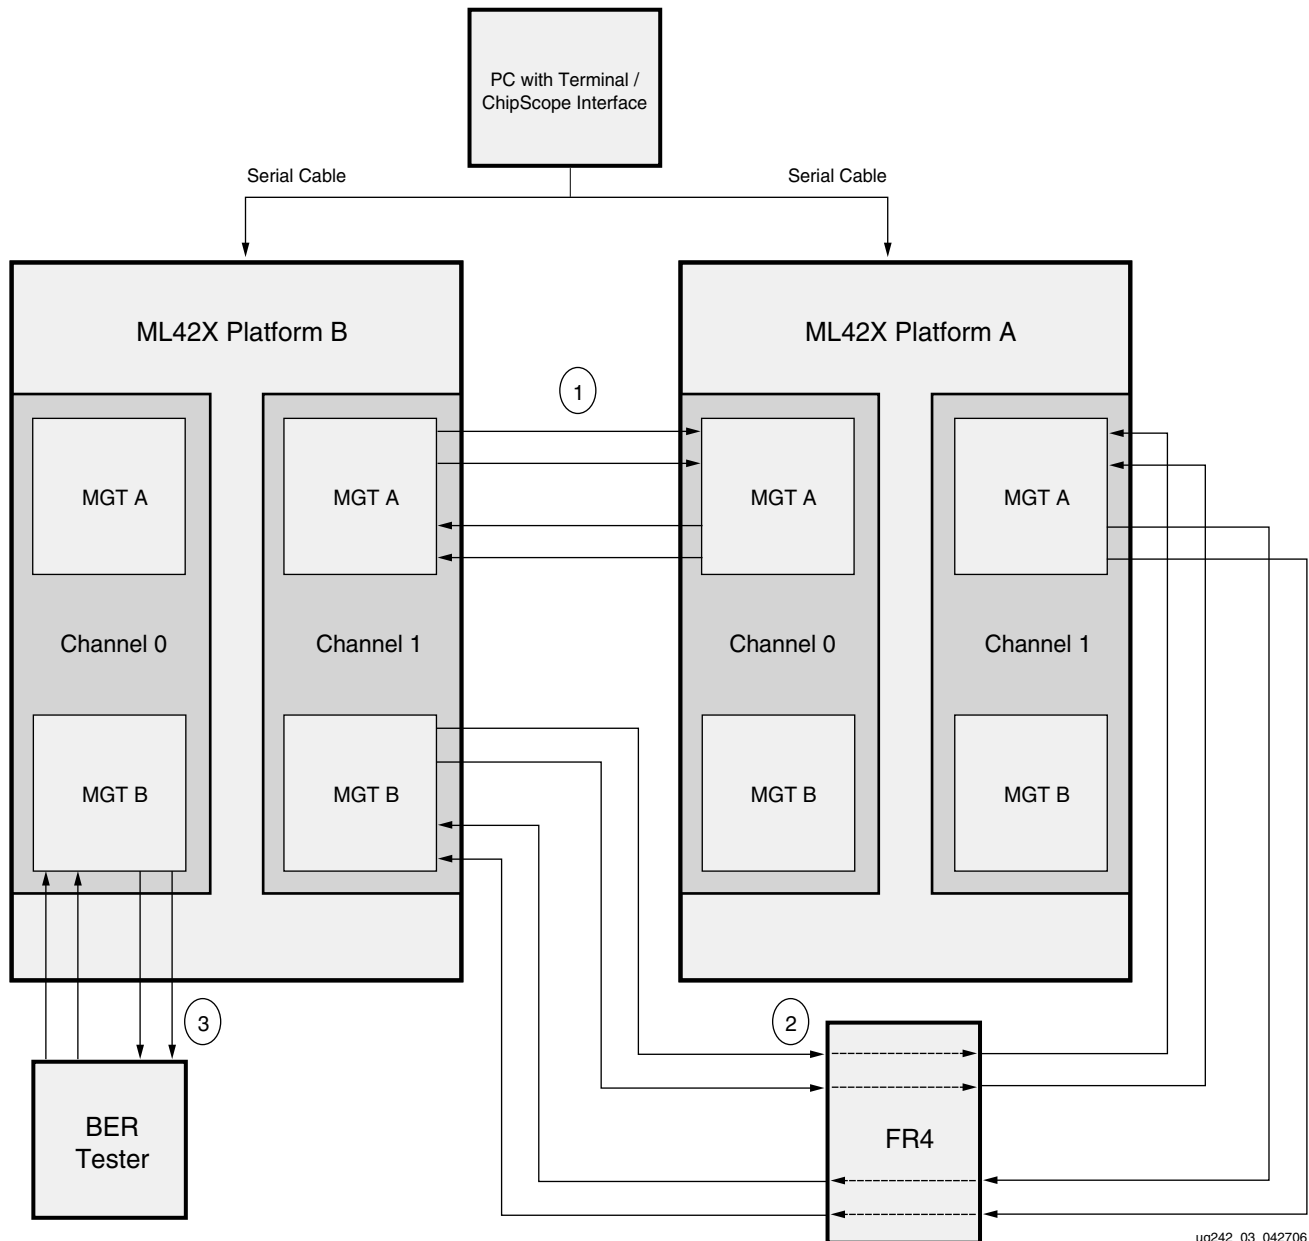 PC with Terminal /
ChipScope Interface
Serial Cable
Serial Cable
ML42X Platform B
ML42X Platform A
1
MGT A
MGT A
MGT A
MGT A
Channel 0
Channel 1
Channel 0
Channel 1
MGT B
MGT B
MGT B
MGT B
3
2
BER
Tester
FR4
ug242_03_042706